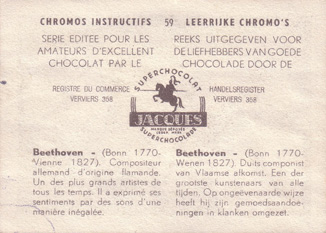 CHROMOS INSTRUCTIFS 59 LEERRIJKE CHROMO'S
SERIE EDITEE POUR LES
AMATEURS D'EXCELLENT
CHOCOLAT PAR LE
REEKS UITGEGEVEN VOOR
DE LIEFHEBBERS VAN GOEDE
CHOCOLADE DOOR DE
REGISTRE DU COMMERCE
VERVIERS 358
SUPERCHOCOLAT
JACQUES
SUPERCHOCOLADE
HANDELSREGISTER
VERVIERS 358
Beethoven - (Bonn 1770-
Vienne 1827). Compositeur
allemand d'origine flamande.
Un des plus grands artistes de
tous les temps. Il a exprimé ses
sentiments par des sons d'une
manière inégalée.
Beethoven - (Bonn 1770-
Wenen 1827). Duits componist
van Vlaamse afkomst. Een der
grootste kunstenaars van alle
tijden. Op ongeëvenaarde wijze
heeft hij zijn gemoedsaandoe-
ningen in klanken omgezet.